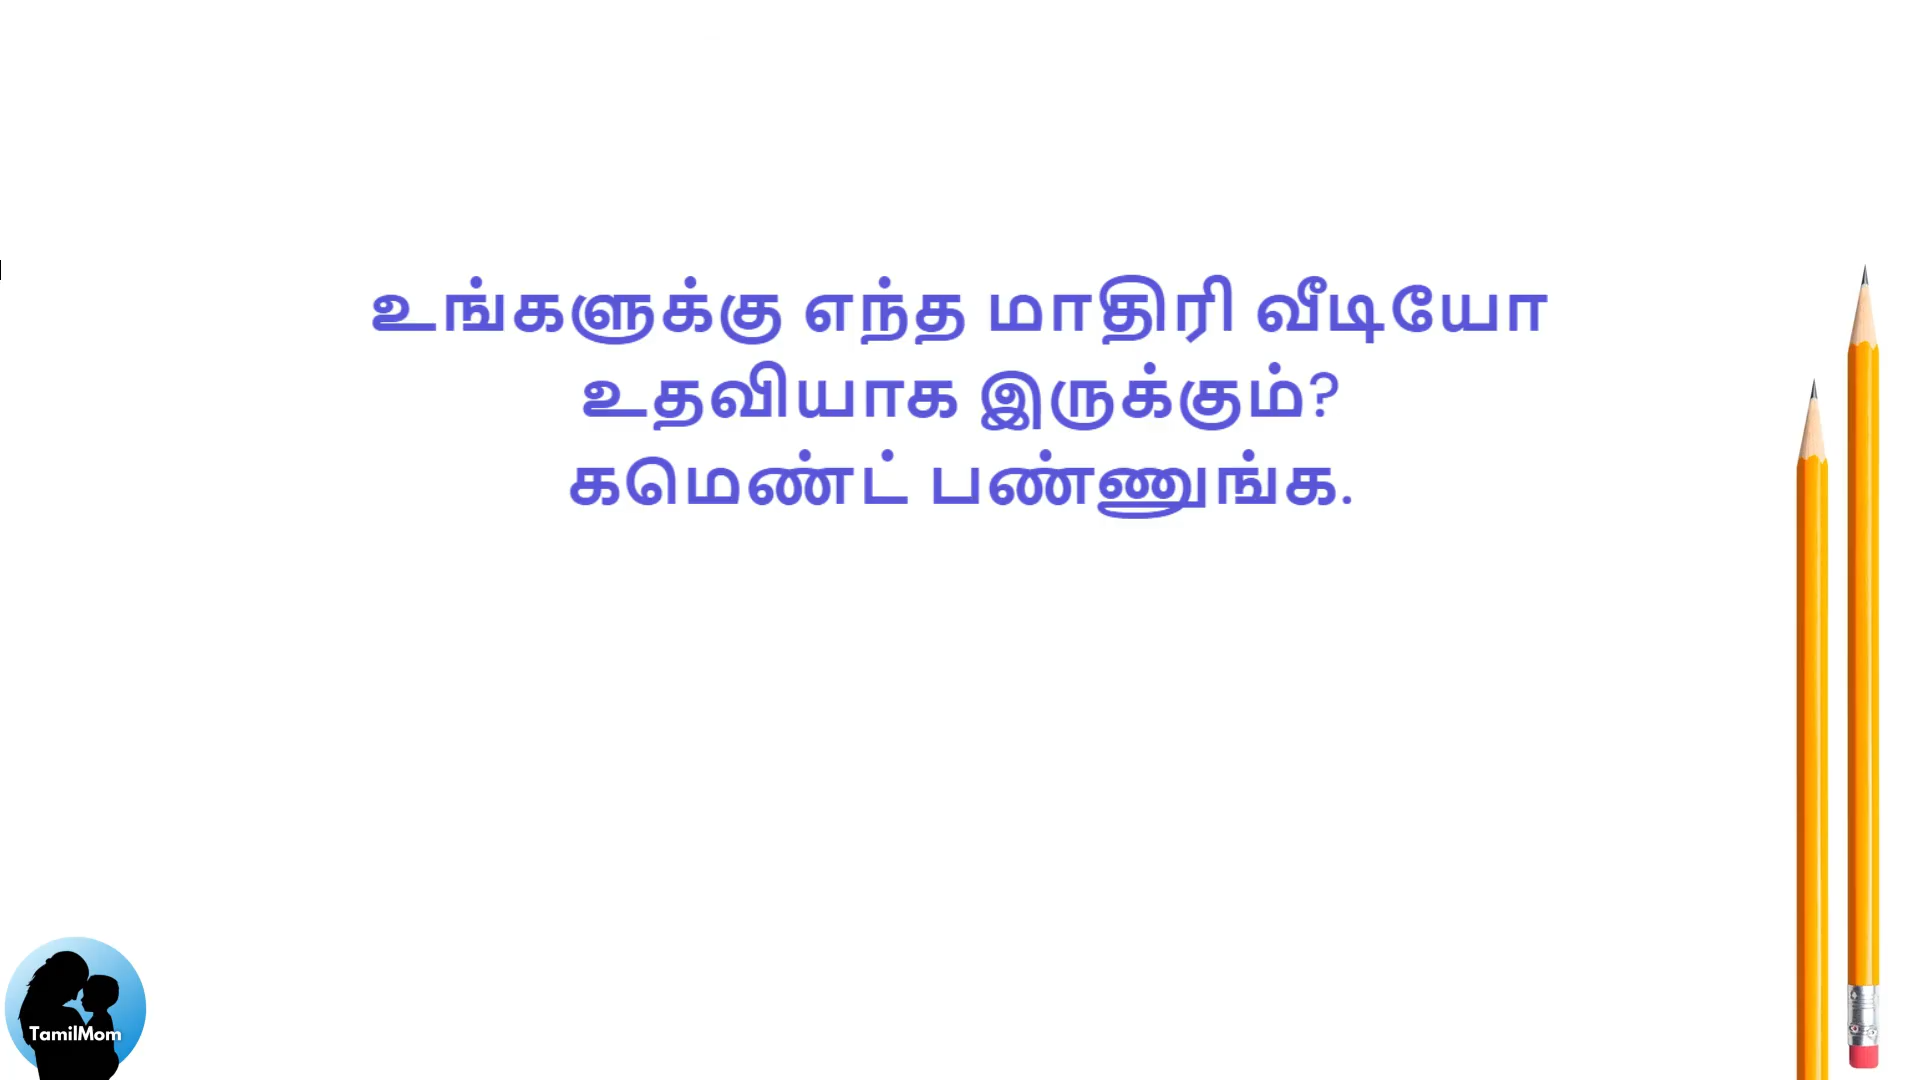 உங்களுக்கு எந்த மாதிரி வீடியோ
உதவியாக இருக்கும்?
கமெண்ட் பண்ணுங்க.
TamilMom